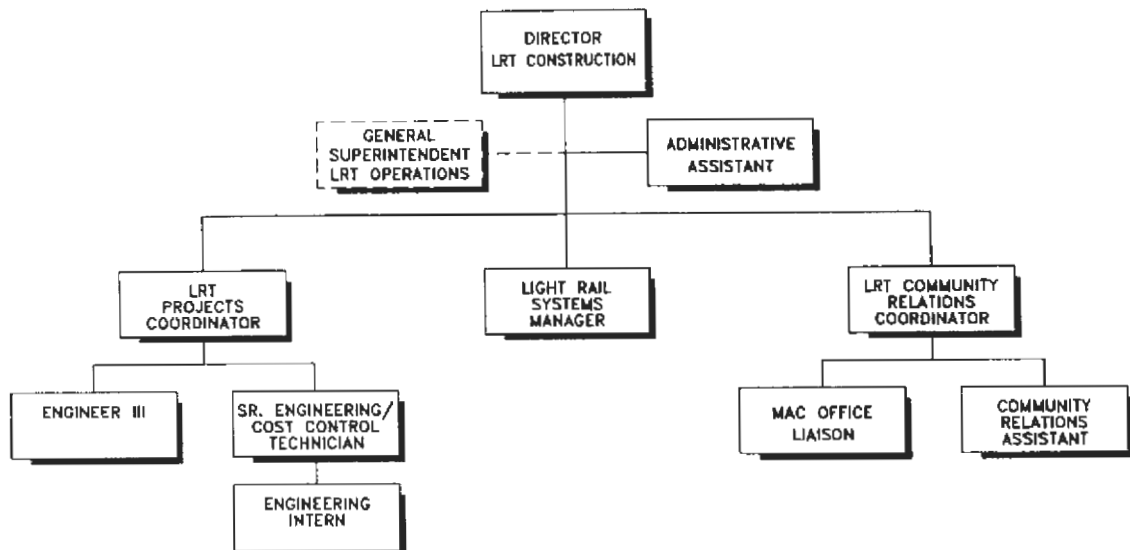 DIRECTOR
LRT CONSTRUCTION
GENERAL
SUPERINTENDENT
LRT OPERATIONS
ADMINISTRATIVE
ASSISTANT
LRT
PROJECTS
COORDINATOR
LIGHT RAIL
SYSTEMS
MANAGER
LRT COMMUNITY
RELATIONS
COORDINATOR
ENGINEER III
SR. ENGINEERING/
COST CONTROL
TECHNICIAN
MAC OFFICE
LIAISON
COMMUNITY
RELATIONS
ASSISTANT
ENGINEERING
INTERN